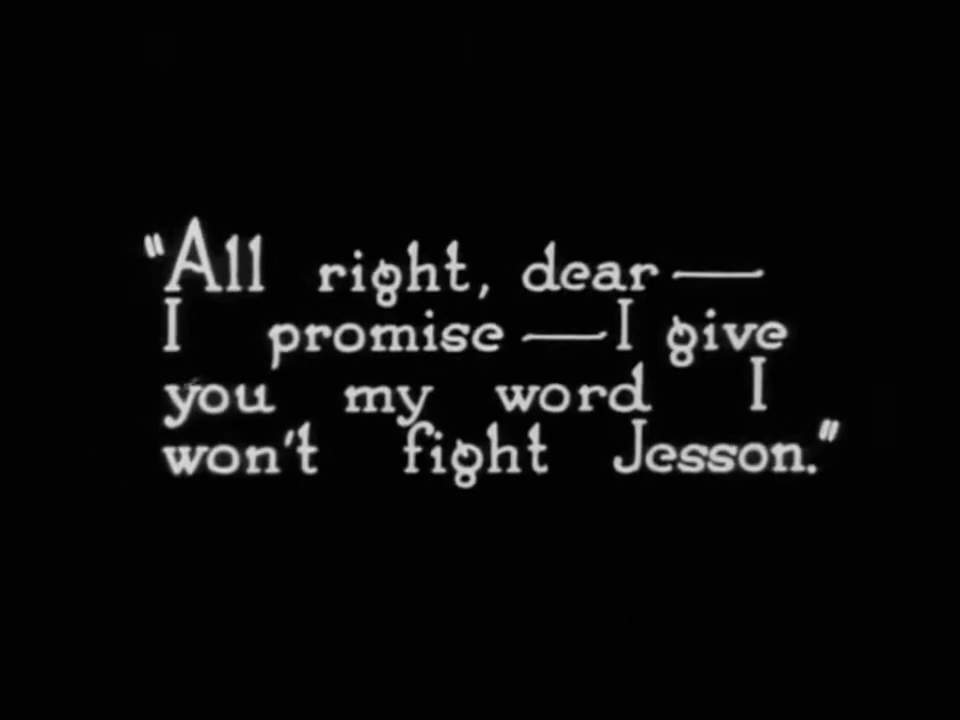 "All right, dear —
I promise — I give
you my word I
won't fight Jesson."